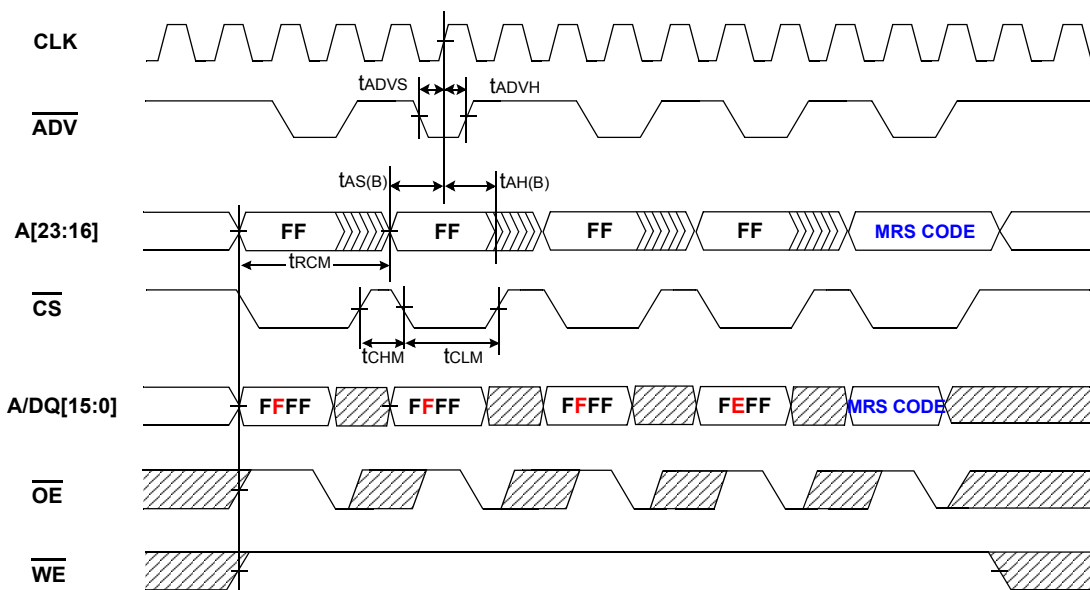 CLK
tADVS
tADVH
ADV
tAS(B)
tAH(B)
A[23:16]
FF
FF
FF
FF
MRS CODE
tRCM
CS
tCHM
tCLM
A/DQ[15:0]
FFFF
FFFF
FFFF
FEFF
MRS CODE
OE
WE